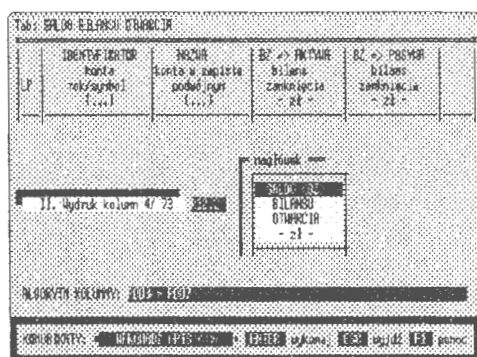 Tab: SALDO BILANSU OTWARCIA
LP
IDENTYFIKATOR
konta
rok/symbol
(...)
NAZWA
konta w zapisie
podwójnym
(...)
BZ => AKTYWA
bilans
zamknięcia
- zł -
BZ => PASYWA
bilans
zamknięcia
- zł -
nagłówek
SALDO
BILANSU
OTWARCIA
- zł -
II. Wydruk kolumn 4/ 73
ALGORYTM KOLUMNY:
KOMUNIKATY:
ENTER wykonaj ESC wyjdź F1 pomoc